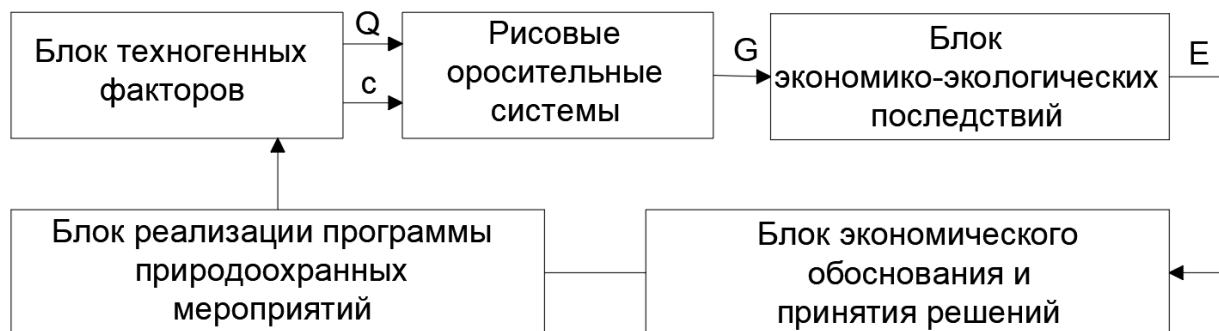 Блок техногенных
факторов
Q
c
Рисовые
оросительные
системы
G
Блок
экономико-экологических
последствий
E
Блок реализации программы
природоохранных
мероприятий
Блок экономического
обоснования и
принятия решений